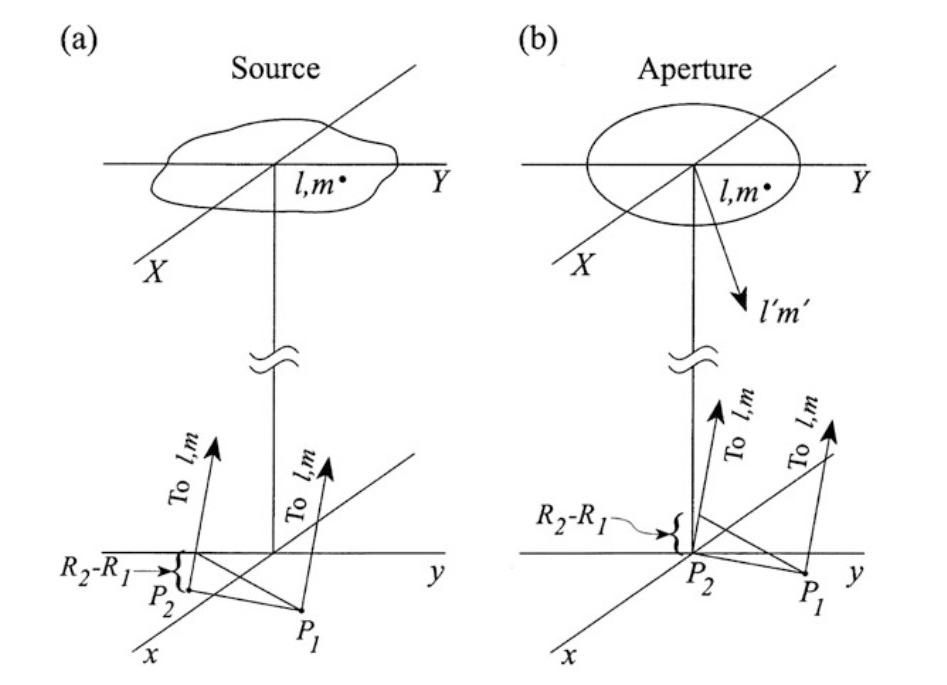 (a)
Source
l,m
Y
X
To l,m
To l,m
R2-R1
P2
P1
y
x
(b)
Aperture
l,m
Y
X
l′m′
To l,m
To l,m
R2-R1
P2
P1
y
x